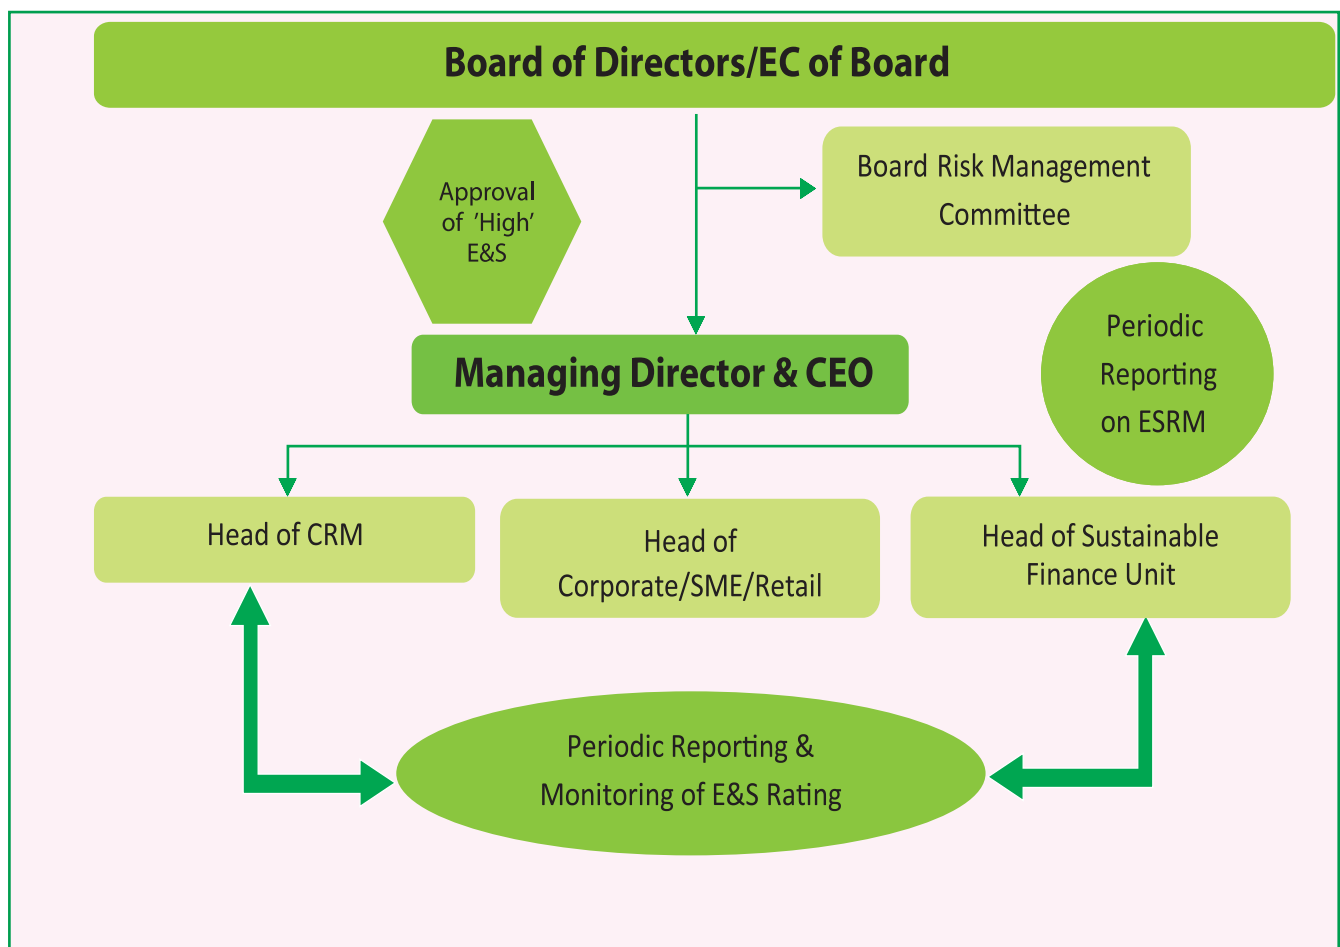 Board of Directors/EC of Board
Approval
of 'High'
E&S
Board Risk Management
Committee
Periodic
Reporting
on ESRM
Managing Director & CEO
Head of CRM
Head of
Corporate/SME/Retail
Head of Sustainable
Finance Unit
Periodic Reporting &
Monitoring of E&S Rating